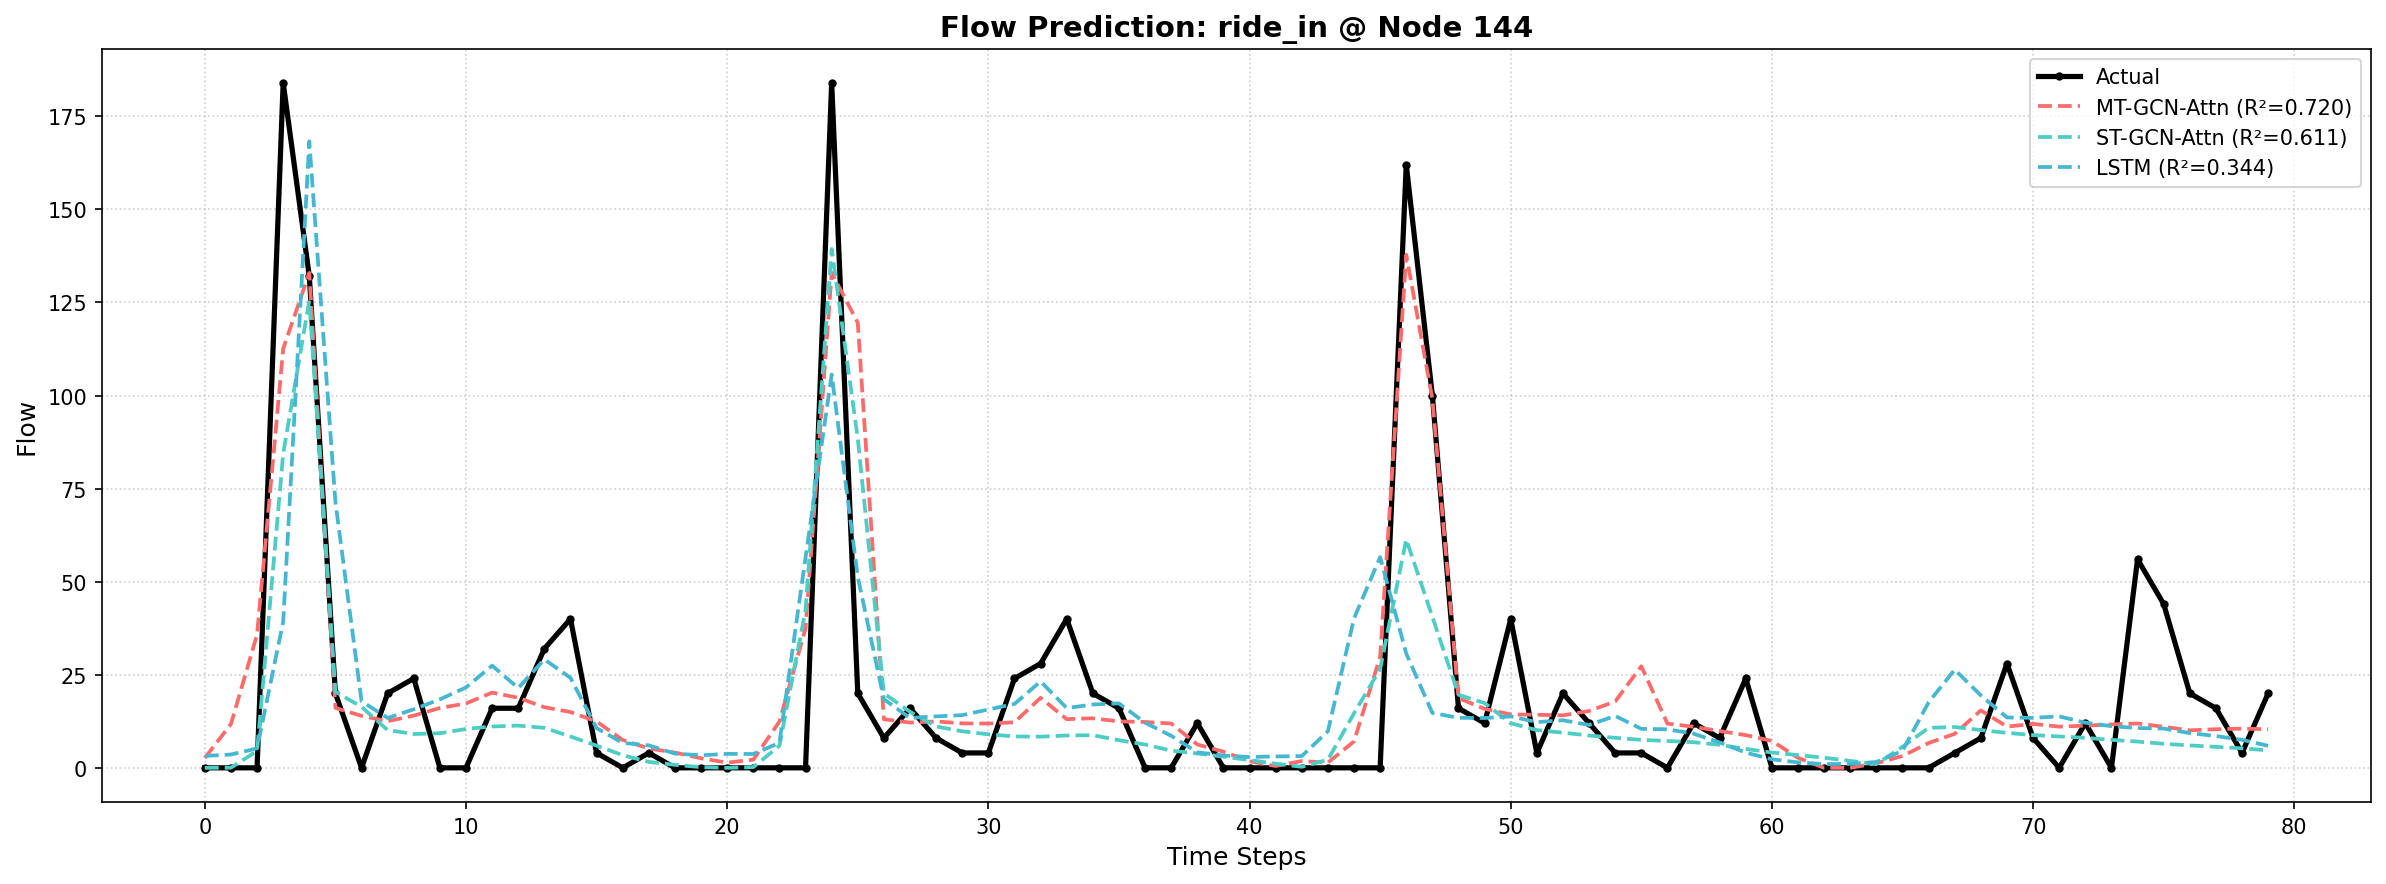 Flow Prediction: ride_in @ Node 144
Actual
MT-GCN-Attn (R²=0.720)
ST-GCN-Attn (R²=0.611)
LSTM (R²=0.344)
Flow
175
150
125
100
75
50
25
0
0 10 20 30 40 50 60 70 80
Time Steps